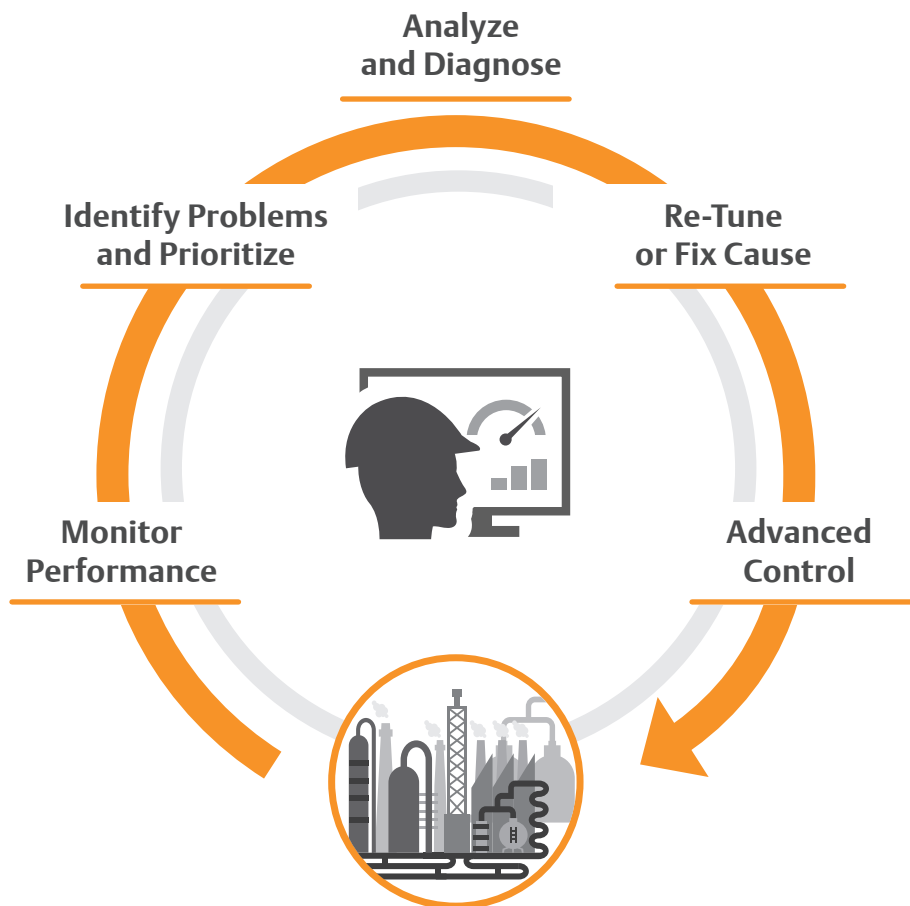 Analyze
and Diagnose
Identify Problems
and Prioritize
Re-Tune
or Fix Cause
Monitor
Performance
Advanced
Control